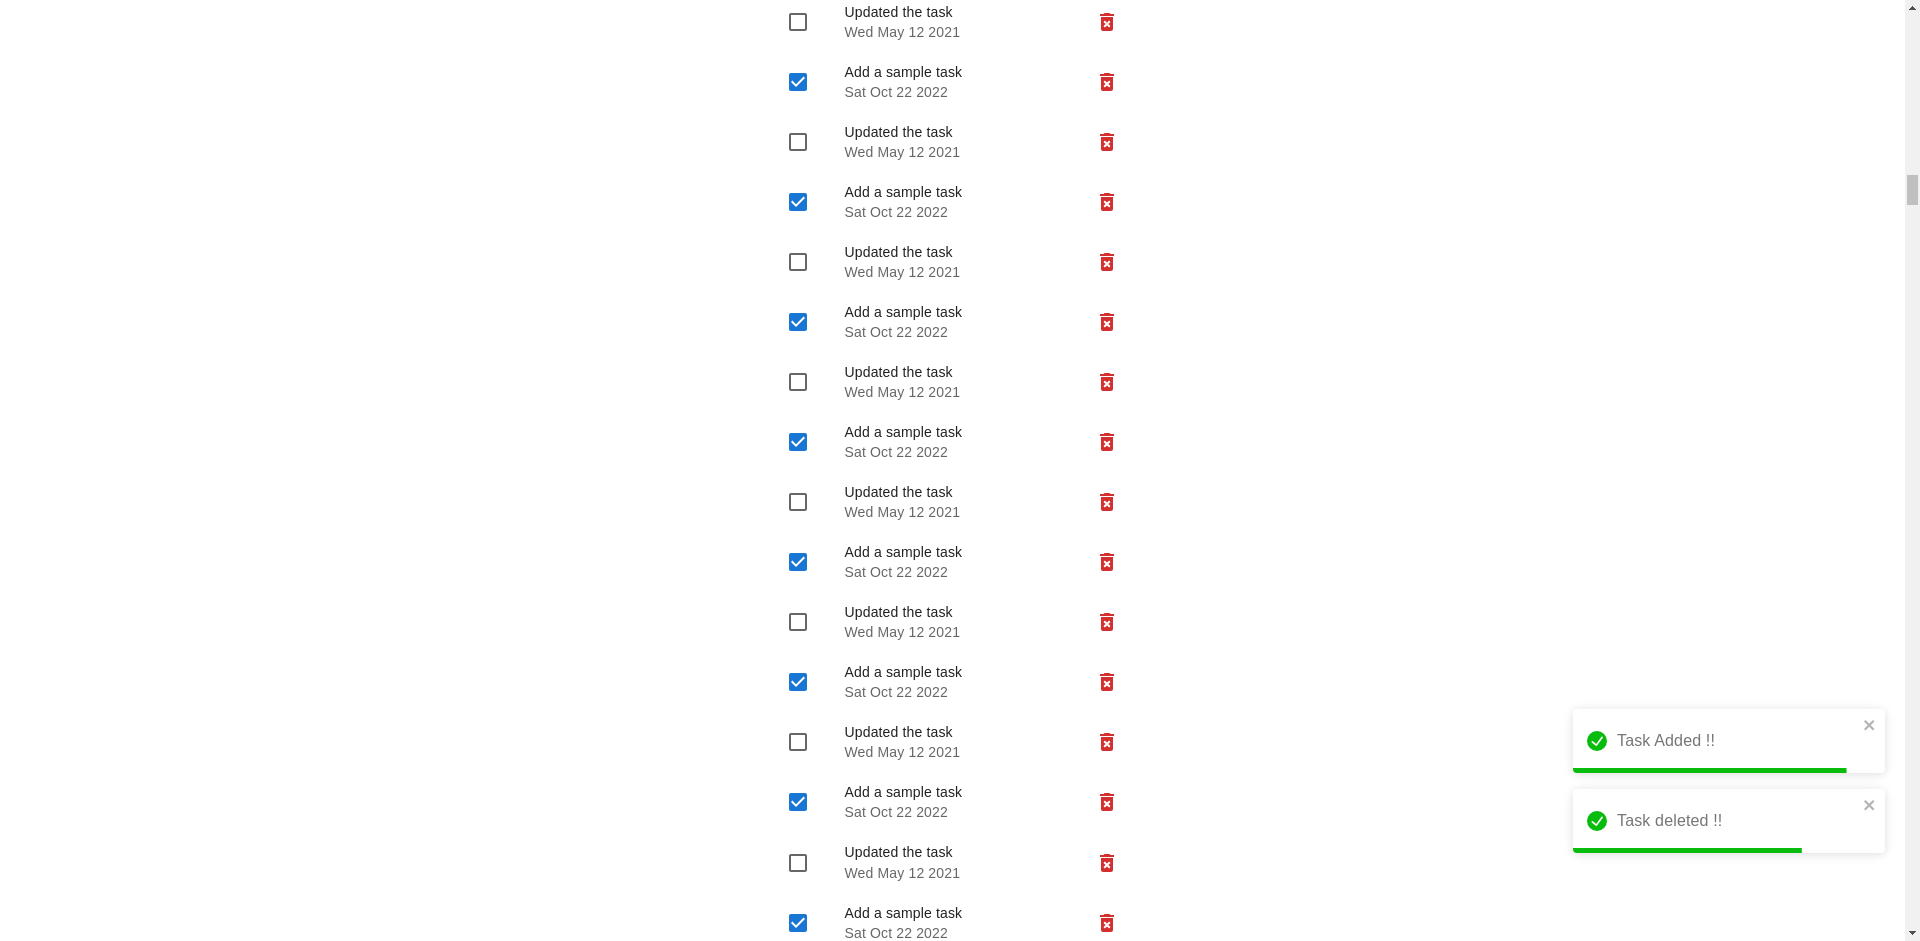 Updated the task
Wed May 12 2021
Add a sample task
Sat Oct 22 2022
Updated the task
Wed May 12 2021
Add a sample task
Sat Oct 22 2022
Updated the task
Wed May 12 2021
Add a sample task
Sat Oct 22 2022
Updated the task
Wed May 12 2021
Add a sample task
Sat Oct 22 2022
Updated the task
Wed May 12 2021
Add a sample task
Sat Oct 22 2022
Updated the task
Wed May 12 2021
Add a sample task
Sat Oct 22 2022
Updated the task
Wed May 12 2021
Add a sample task
Sat Oct 22 2022
Updated the task
Wed May 12 2021
Add a sample task
Sat Oct 22 2022
Task Added !!
Task deleted !!